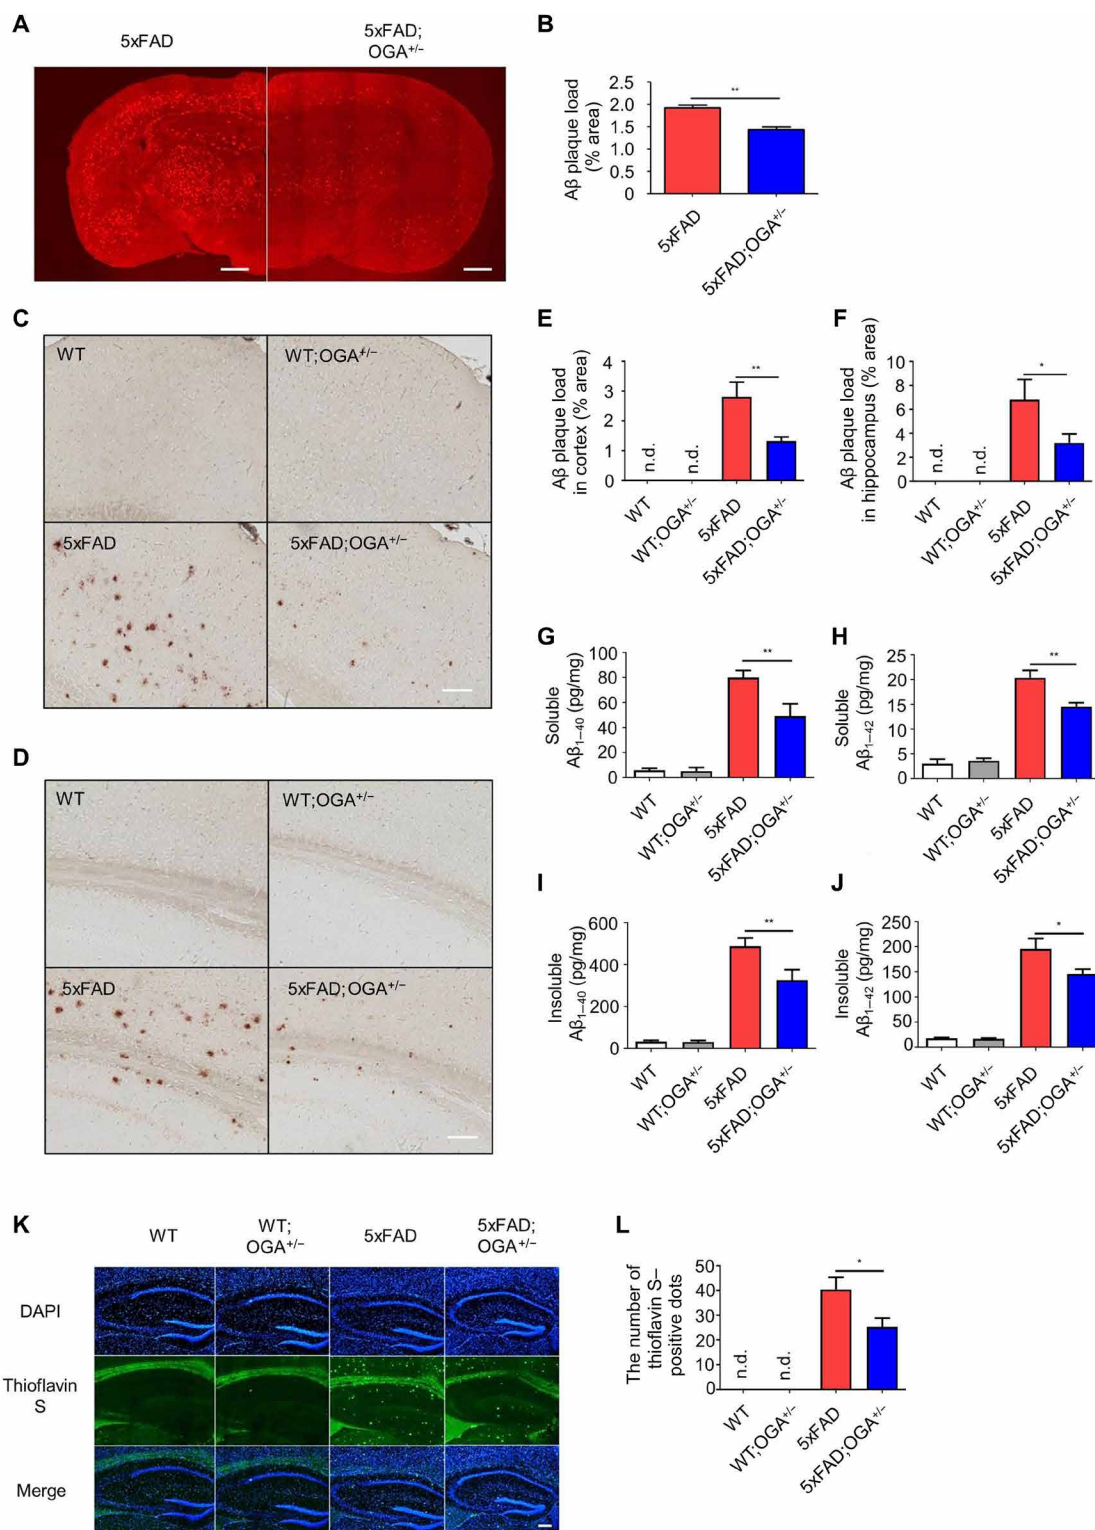 A
5xFAD
5xFAD;
OGA+/–
B
Aβ plaque load
(% area)
2.5
2.0
1.5
1.0
0.5
0
**
5xFAD
5xFAD;OGA+/–
C
WT
WT;OGA+/–
5xFAD
5xFAD;OGA+/–
E
Aβ plaque load
in cortex (% area)
4
3
2
1
0
n.d.
n.d.
**
WT
WT;OGA+/–
5xFAD
5xFAD;OGA+/–
F
Aβ plaque load
in hippocampus (% area)
10
8
6
4
2
0
n.d.
n.d.
*
WT
WT;OGA+/–
5xFAD
5xFAD;OGA+/–
G
Soluble
Aβ1–40 (pg/mg)
100
80
60
40
20
0
**
WT
WT;OGA+/–
5xFAD
5xFAD;OGA+/–
H
Soluble
Aβ1–42 (pg/mg)
25
20
15
10
5
0
**
WT
WT;OGA+/–
5xFAD
5xFAD;OGA+/–
D
WT
WT;OGA+/–
5xFAD
5xFAD;OGA+/–
I
Insoluble
Aβ1–40 (pg/mg)
600
400
200
0
**
WT
WT;OGA+/–
5xFAD
5xFAD;OGA+/–
J
Insoluble
Aβ1–42 (pg/mg)
250
200
150
100
50
0
*
WT
WT;OGA+/–
5xFAD
5xFAD;OGA+/–
K
WT
WT;
OGA+/–
5xFAD
5xFAD;
OGA+/–
DAPI
Thioflavin
S
Merge
L
The number of
thioflavin S–
positive dots
50
40
30
20
10
0
n.d.
n.d.
*
WT
WT;OGA+/–
5xFAD
5xFAD;OGA+/–